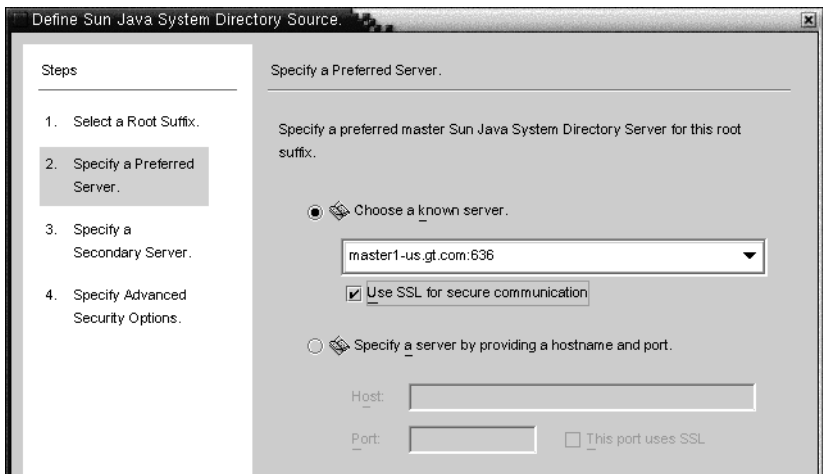 Define Sun Java System Directory Source.
Steps
1. Select a Root Suffix.
2. Specify a Preferred
Server.
3. Specify a
Secondary Server.
4. Specify Advanced
Security Options.
Specify a Preferred Server.
Specify a preferred master Sun Java System Directory Server for this root
suffix.
Choose a known server.
master1-us.gt.com:636
Use SSL for secure communication
Specify a server by providing a hostname and port.
Host:
Port:
This port uses SSL